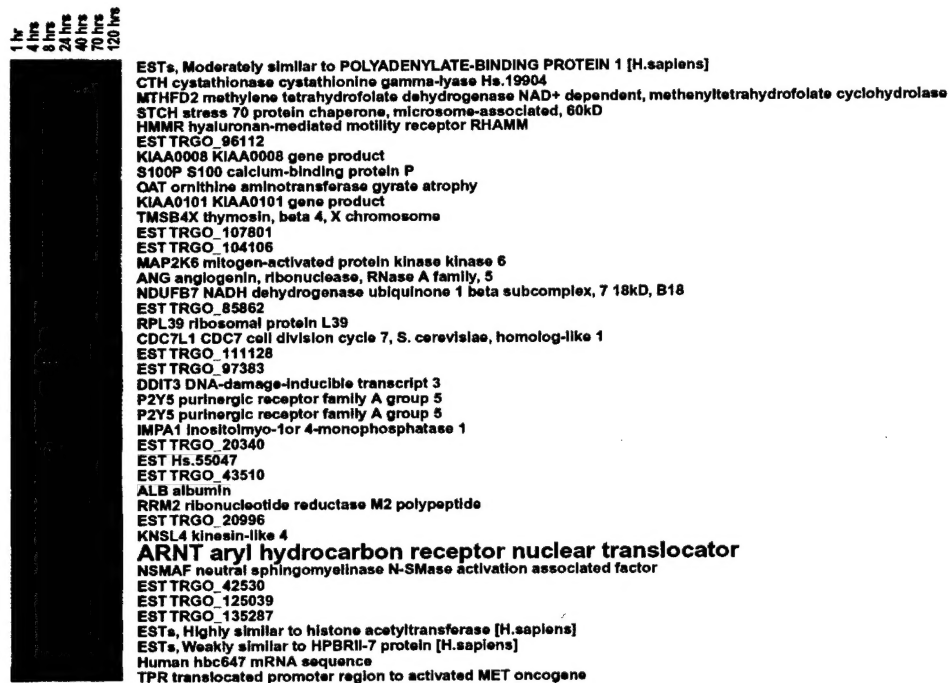 1 hr
4 hrs
8 hrs
24 hrs
40 hrs
70 hrs
120 hrs
ESTs, Moderately similar to POLYADENYLATE-BINDING PROTEIN 1 [H.sapiens]
CTH cystathionase cystathionine gamma-lyase Hs.19904
MTHFD2 methylene tetrahydrofolate dehydrogenase NAD+ dependent, methenyltetrahydrofolate cyclohydrolase
STCH stress 70 protein chaperone, microsome-associated, 60kD
HMMR hyaluronan-mediated motility receptor RHAMM
EST TRGO_96112
KIAA0008 KIAA0008 gene product
S100P S100 calcium-binding protein P
OAT ornithine aminotransferase gyrate atrophy
KIAA0101 KIAA0101 gene product
TMSB4X thymosin, beta 4, X chromosome
EST TRGO_107801
EST TRGO_104106
MAP2K6 mitogen-activated protein kinase kinase 6
ANG angiogenin, ribonuclease, RNase A family, 5
NDUFB7 NADH dehydrogenase ubiquinone 1 beta subcomplex, 7 18kD, B18
EST TRGO_85862
RPL39 ribosomal protein L39
CDC7L1 CDC7 cell division cycle 7, S. cerevisiae, homolog-like 1
EST TRGO_111128
EST TRGO_97383
DDIT3 DNA-damage-inducible transcript 3
P2Y5 purinergic receptor family A group 5
P2Y5 purinergic receptor family A group 5
IMPA1 inositolmyo-1or 4-monophosphatase 1
EST TRGO_20340
EST Hs.55047
EST TRGO_43510
ALB albumin
RRM2 ribonucleotide reductase M2 polypeptide
EST TRGO_20996
KNSL4 kinesin-like 4
ARNT aryl hydrocarbon receptor nuclear translocator
NSMAF neutral sphingomyelinase N-SMase activation associated factor
EST TRGO_42530
EST TRGO_125039
EST TRGO_135287
ESTs, Highly similar to histone acetyltransferase [H.sapiens]
ESTs, Weakly similar to HPBRII-7 protein [H.sapiens]
Human hbc647 mRNA sequence
TPR translocated promoter region to activated MET oncogene